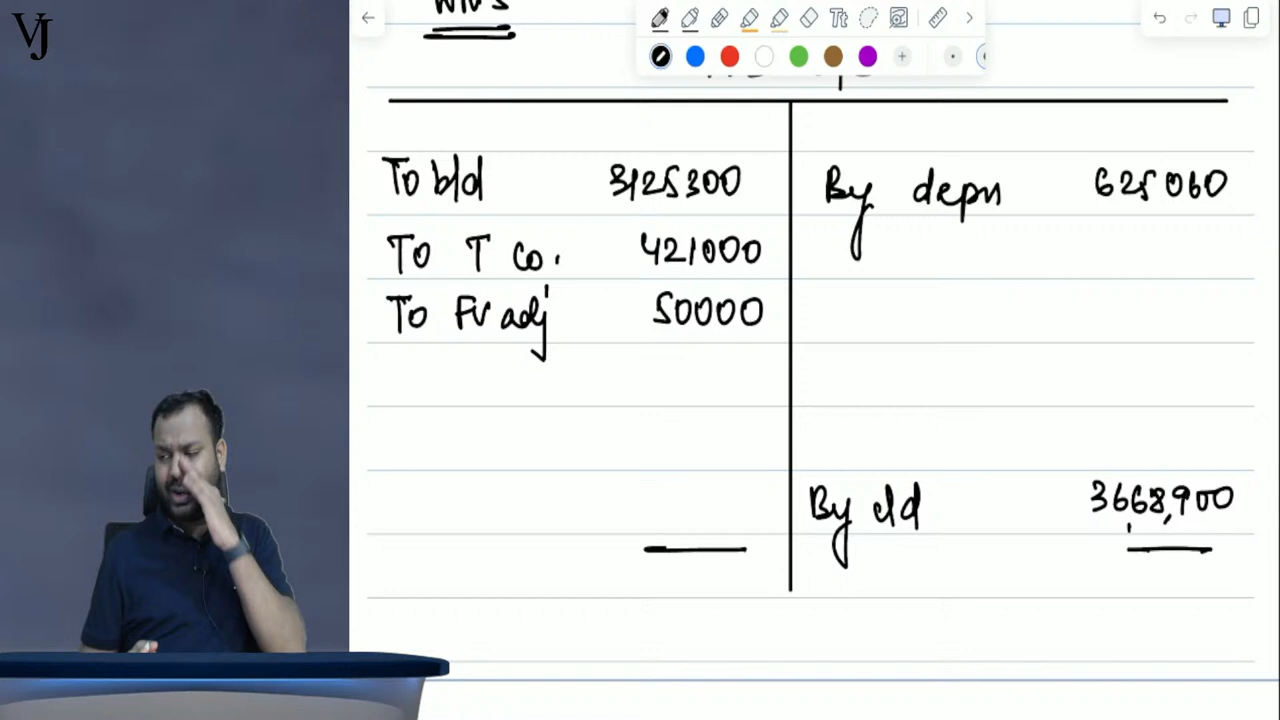 VJ
To b/d 3125300 By depn 625060
To T Co. 421000
To FV adj 50000
By c/d 3668,900